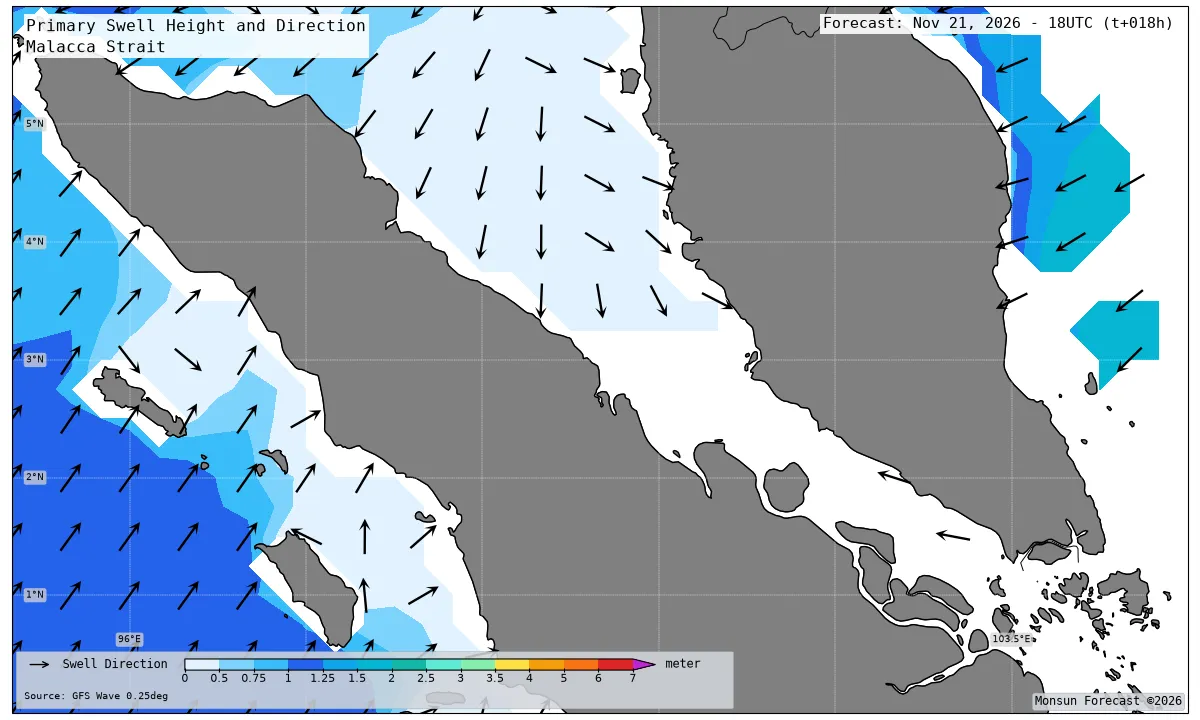 Primary Swell Height and Direction
Malacca Strait
Forecast: Nov 21, 2026 - 18UTC (t+018h)
5°N
4°N
3°N
2°N
1°N
96°E
103.5°E
Swell Direction
meter
0 0.5 0.75 1 1.25 1.5 2 2.5 3 3.5 4 5 6 7
Source: GFS Wave 0.25deg
Monsun Forecast ©2026